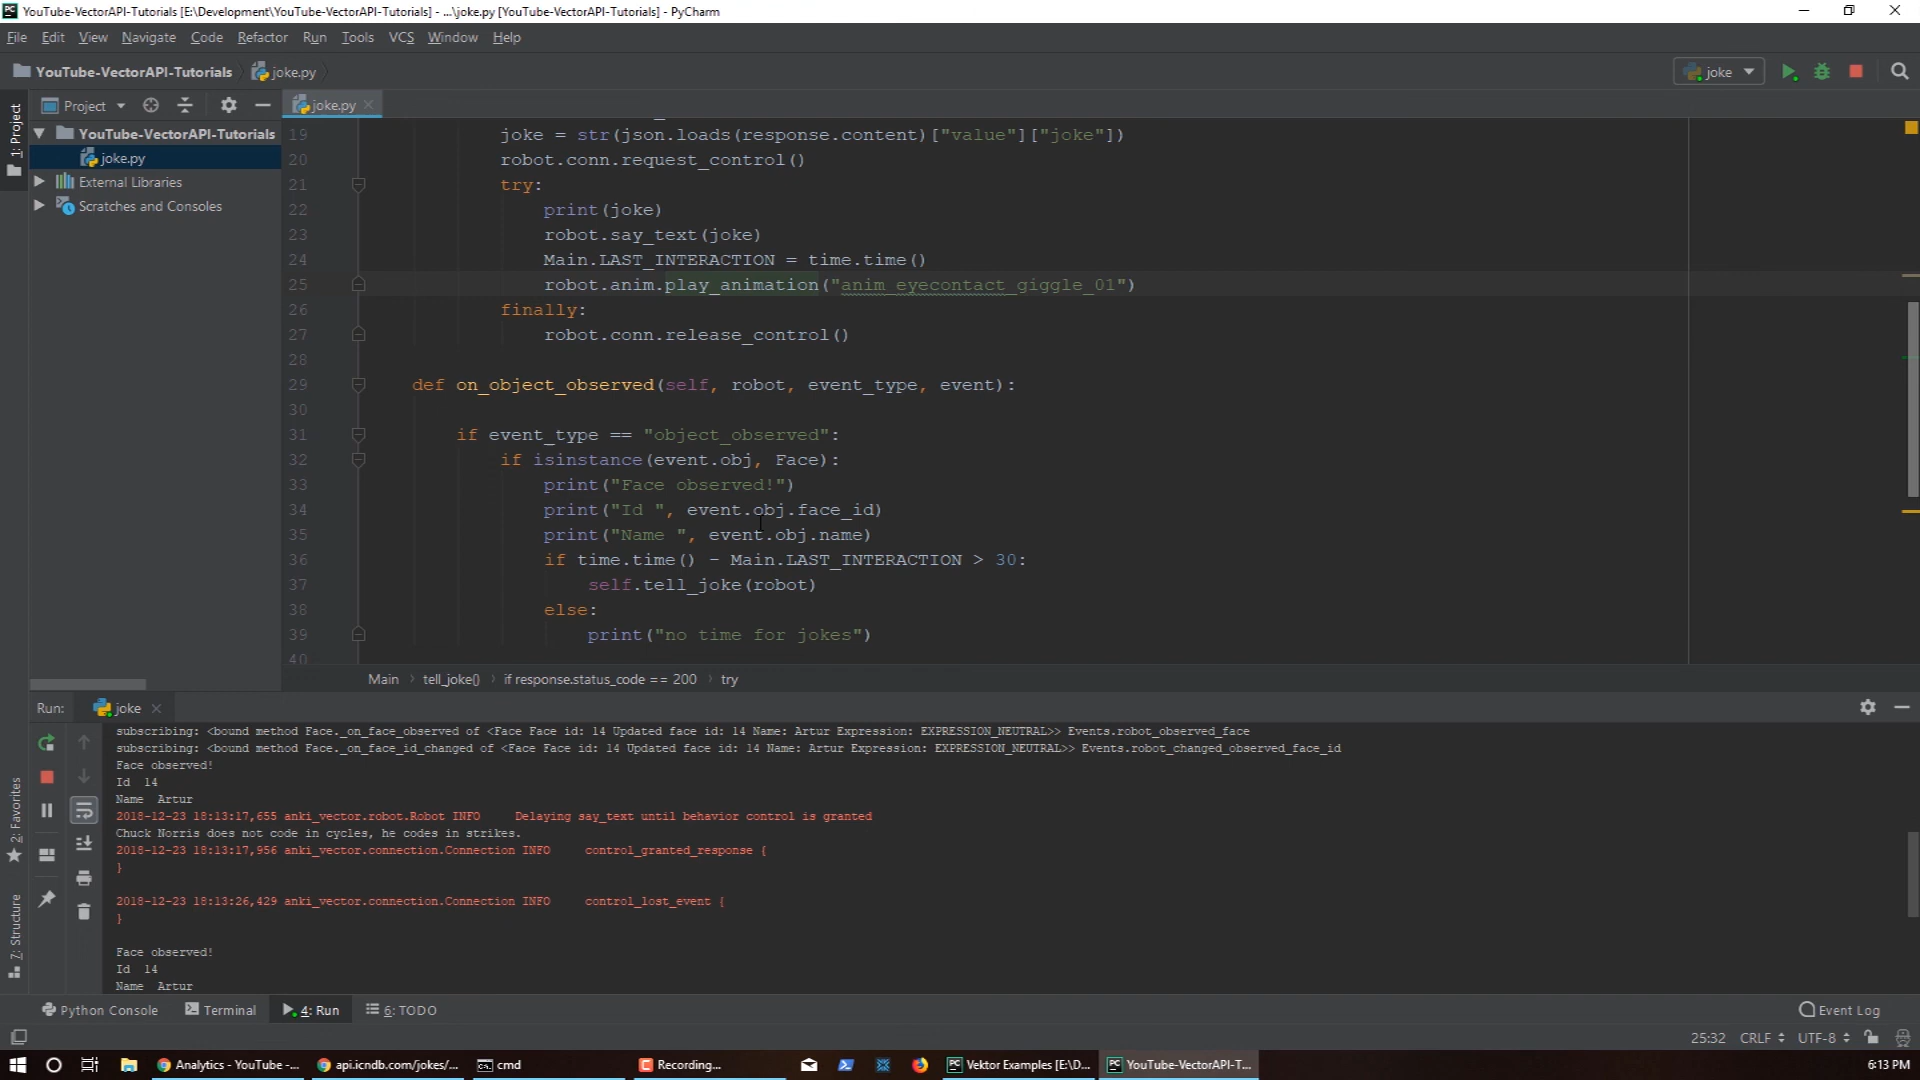 YouTube-VectorAPI-Tutorials [E:\Development\YouTube-VectorAPI-Tutorials] - ...\joke.py [YouTube-VectorAPI-Tutorials] - PyCharm
File Edit View Navigate Code Refactor Run Tools VCS Window Help
YouTube-VectorAPI-Tutorials joke.py
joke
1: Project
Project
joke.py
YouTube-VectorAPI-Tutorials
joke.py
External Libraries
Scratches and Consoles
19 joke = str(json.loads(response.content)["value"]["joke"])
20 robot.conn.request_control()
21 try:
22 print(joke)
23 robot.say_text(joke)
24 Main.LAST_INTERACTION = time.time()
25 robot.anim.play_animation("anim_eyecontact_giggle_01")
26 finally:
27 robot.conn.release_control()
28
29 def on_object_observed(self, robot, event_type, event):
30
31 if event_type == "object_observed":
32 if isinstance(event.obj, Face):
33 print("Face observed!")
34 print("Id ", event.obj.face_id)
35 print("Name ", event.obj.name)
36 if time.time() - Main.LAST_INTERACTION > 30:
37 self.tell_joke(robot)
38 else:
39 print("no time for jokes")
40
Main tell_joke() if response.status_code == 200 try
Run: joke
subscribing: <bound method Face._on_face_observed of <Face Face id: 14 Updated face id: 14 Name: Artur Expression: EXPRESSION_NEUTRAL>> Events.robot_observed_face
subscribing: <bound method Face._on_face_id_changed of <Face Face id: 14 Updated face id: 14 Name: Artur Expression: EXPRESSION_NEUTRAL>> Events.robot_changed_observed_face_id
Face observed!
Id 14
Name Artur
2018-12-23 18:13:17,655 anki_vector.robot.Robot INFO Delaying say_text until behavior control is granted
Chuck Norris does not code in cycles, he codes in strikes.
2018-12-23 18:13:17,956 anki_vector.connection.Connection INFO control_granted_response {
}
2018-12-23 18:13:26,429 anki_vector.connection.Connection INFO control_lost_event {
}
Face observed!
Id 14
Name Artur
2: Favorites
7: Structure
Python Console Terminal 4: Run 6: TODO Event Log
25:32 CRLF UTF-8
Analytics - YouTube -... api.icndb.com/jokes/... cmd Recording... Vektor Examples [E:\D... YouTube-VectorAPI-T... 6:13 PM